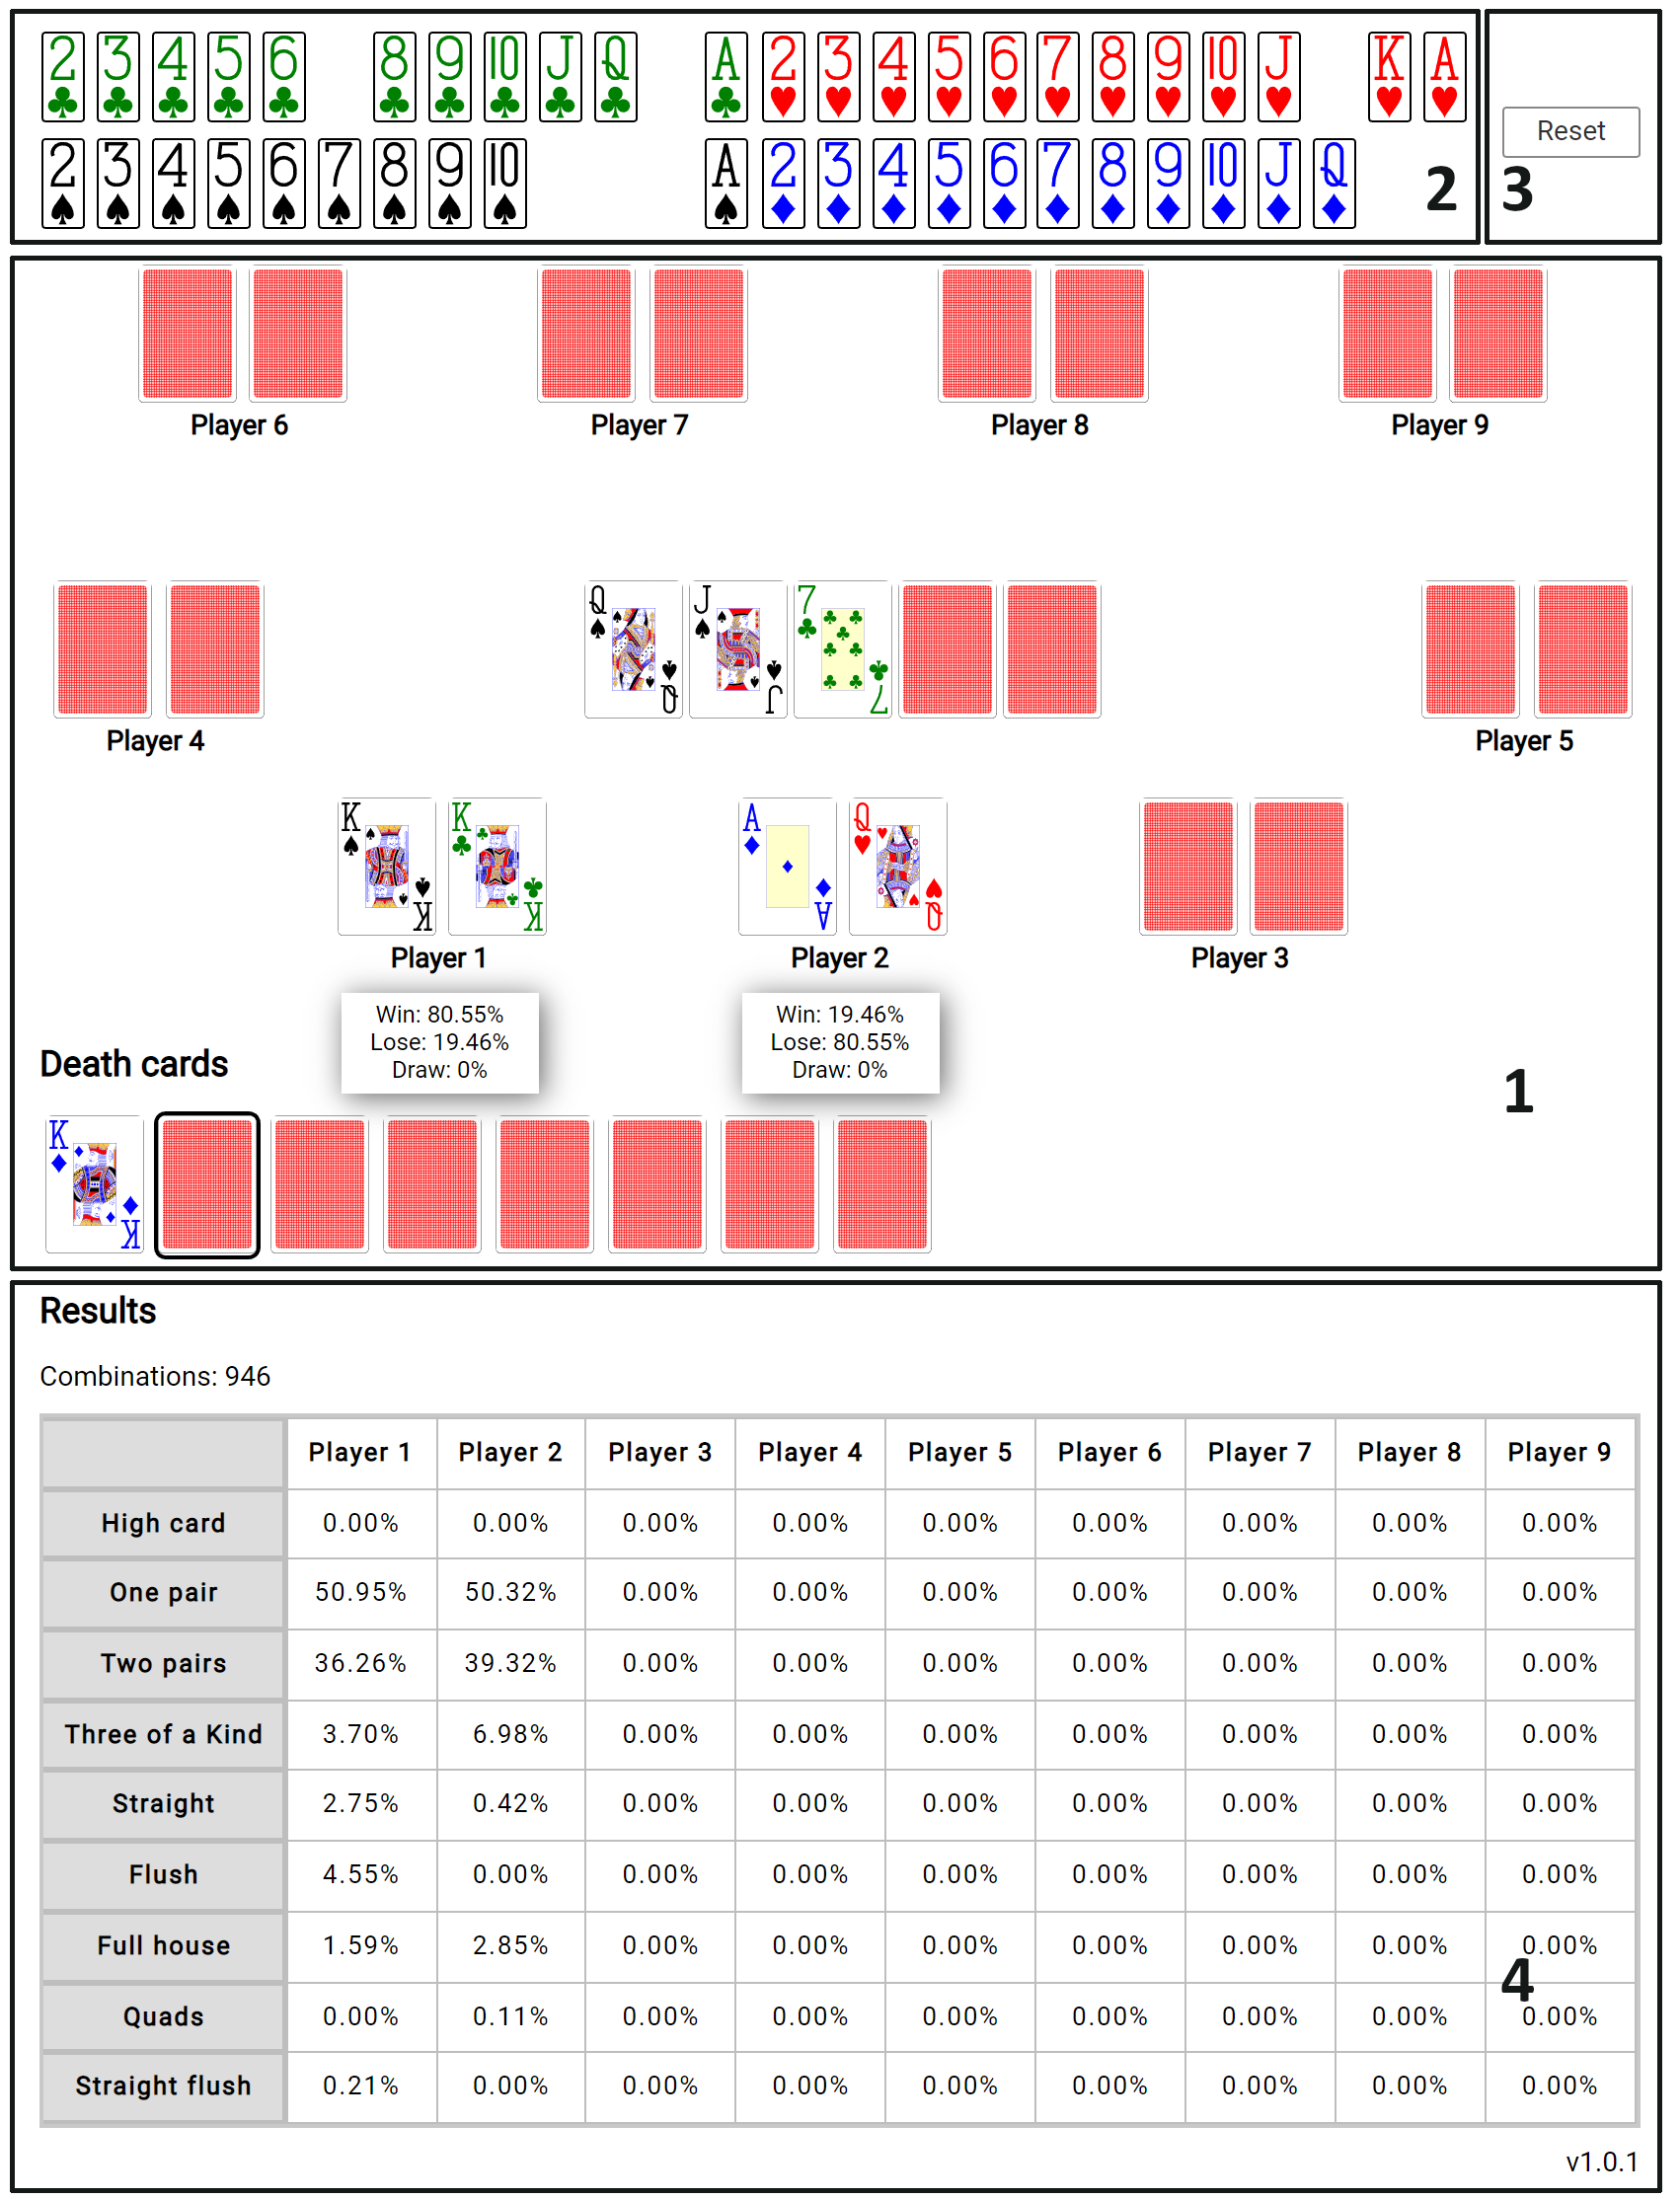 2 3 4 5 6 8 9 10 J Q A 2 3 4 5 6 7 8 9 10 J K A
Reset
2 3 4 5 6 7 8 9 10 A 2 3 4 5 6 7 8 9 10 J Q 2 3
Player 6 Player 7 Player 8 Player 9
Q J 7
Q J 7
Player 4 Player 5
K K A Q
K K A Q
Player 1 Player 2 Player 3
Win: 80.55% Win: 19.46%
Lose: 19.46% Lose: 80.55%
Draw: 0% Draw: 0%
Death cards
1
K
K
Results
Combinations: 946
Player 1 Player 2 Player 3 Player 4 Player 5 Player 6 Player 7 Player 8 Player 9
High card 0.00% 0.00% 0.00% 0.00% 0.00% 0.00% 0.00% 0.00% 0.00%
One pair 50.95% 50.32% 0.00% 0.00% 0.00% 0.00% 0.00% 0.00% 0.00%
Two pairs 36.26% 39.32% 0.00% 0.00% 0.00% 0.00% 0.00% 0.00% 0.00%
Three of a Kind 3.70% 6.98% 0.00% 0.00% 0.00% 0.00% 0.00% 0.00% 0.00%
Straight 2.75% 0.42% 0.00% 0.00% 0.00% 0.00% 0.00% 0.00% 0.00%
Flush 4.55% 0.00% 0.00% 0.00% 0.00% 0.00% 0.00% 0.00% 0.00%
Full house 1.59% 2.85% 0.00% 0.00% 0.00% 0.00% 0.00% 0.00% 0.00%
4
Quads 0.00% 0.11% 0.00% 0.00% 0.00% 0.00% 0.00% 0.00% 0.00%
Straight flush 0.21% 0.00% 0.00% 0.00% 0.00% 0.00% 0.00% 0.00% 0.00%
v1.0.1